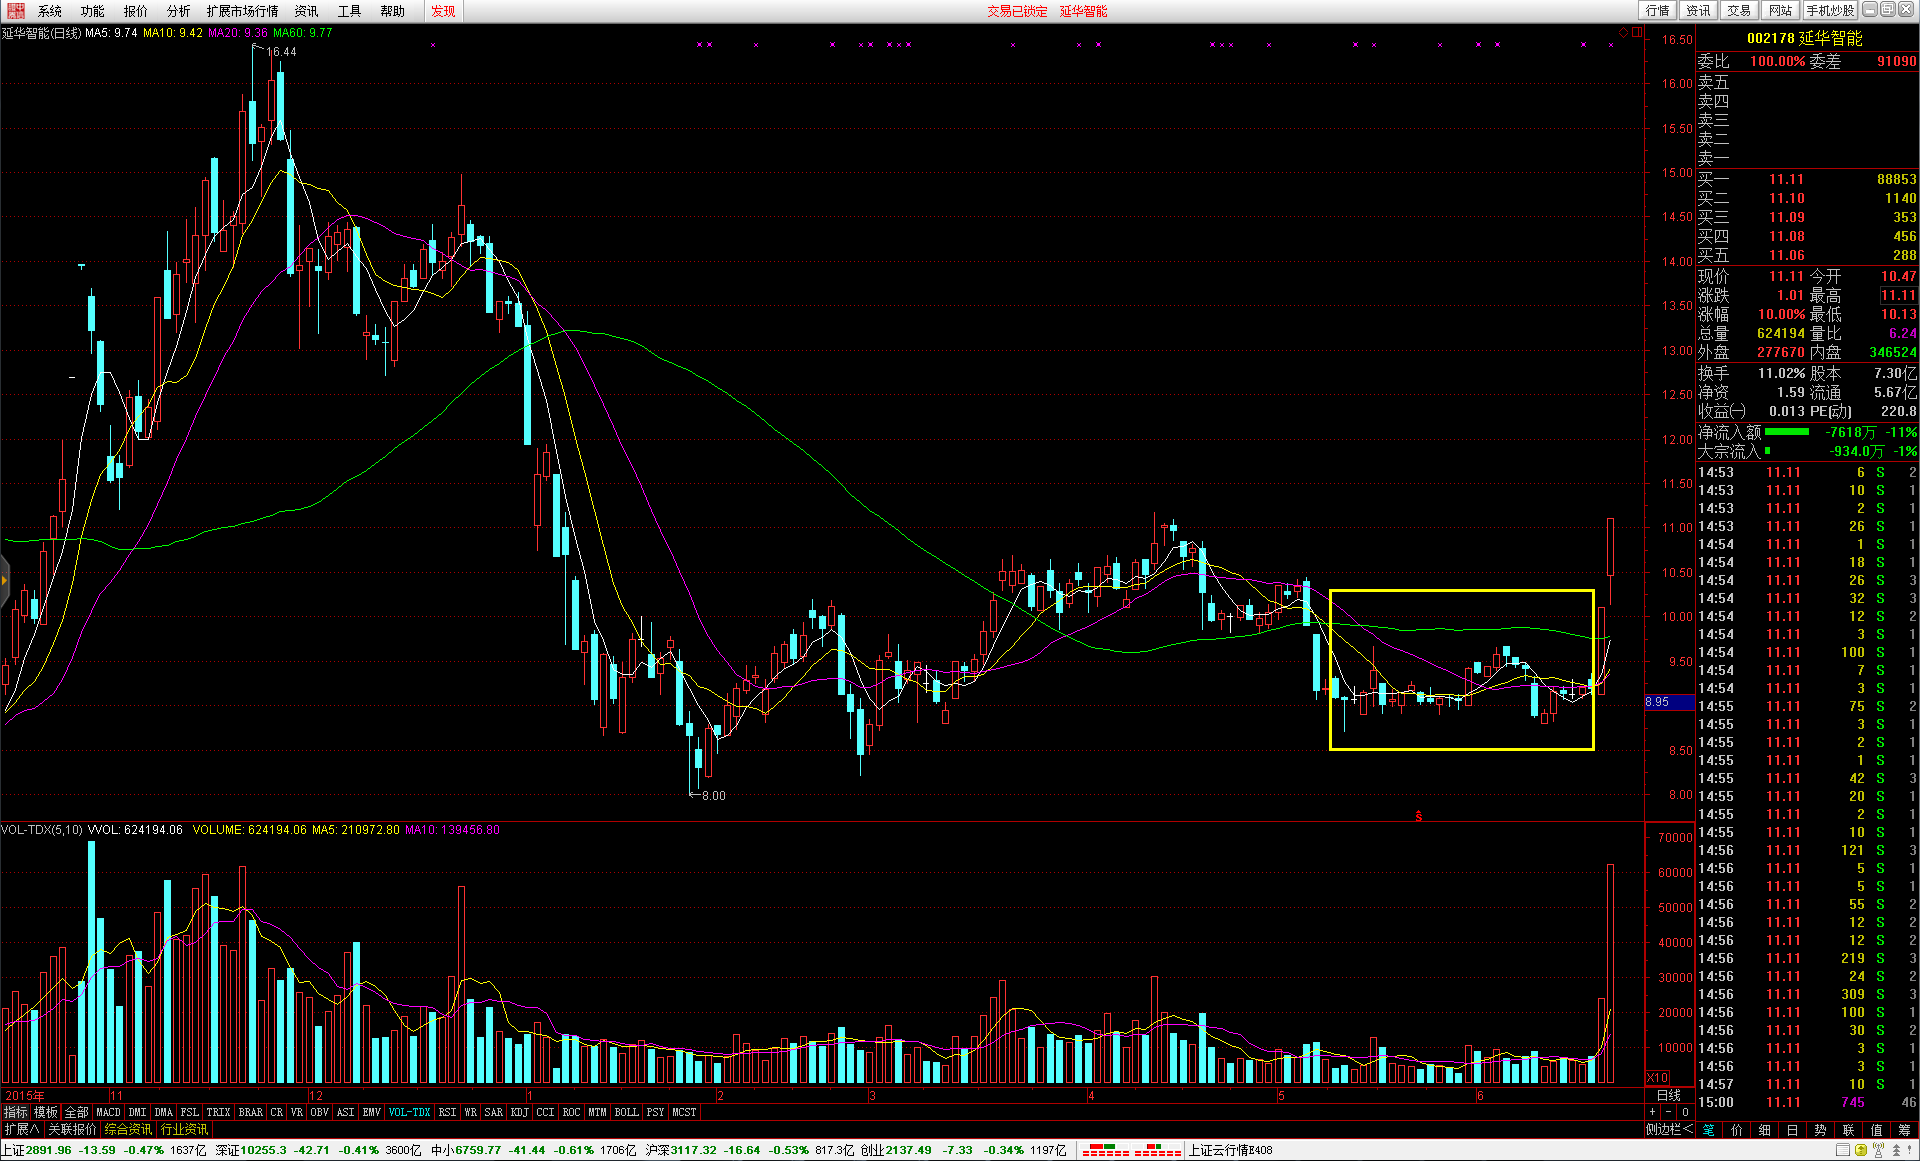 系统 功能 报价 分析 扩展市场行情 资讯 工具 帮助 发现 交易已锁定 延华智能 行情 资讯 交易 网站 手机炒股
延华智能(日线) MA5: 9.74 MA10: 9.42 MA20: 9.36 MA60: 9.77
16.44
8.00
16.50
16.00
15.50
15.00
14.50
14.00
13.50
13.00
12.50
12.00
11.50
11.00
10.50
10.00
9.50
8.95
8.50
8.00
VOL-TDX(5,10) VVOL: 624194.06 VOLUME: 624194.06 MA5: 210972.80 MA10: 139456.80
70000
60000
50000
40000
30000
20000
10000
X10
2015年 11 12 1 2 3 4 5 6 日线
指标 模板 全部 MACD DMI DMA FSL TRIX BRAR CR VR OBV ASI EMV VOL-TDX RSI WR SAR KDJ CCI ROC MTM BOLL PSY MCST + - 0
扩展∧ 关联报价 综合资讯 行业资讯 侧边栏< 笔 价 细 日 势 联 值 筹
002178 延华智能
委比 100.00% 委差 91090
卖五
卖四
卖三
卖二
卖一
买一 11.11 88853
买二 11.10 1140
买三 11.09 353
买四 11.08 456
买五 11.06 288
现价 11.11 今开 10.47
涨跌 1.01 最高 11.11
涨幅 10.00% 最低 10.13
总量 624194 量比 6.24
外盘 277670 内盘 346524
换手 11.02% 股本 7.30亿
净资 1.59 流通 5.67亿
收益㈠ 0.013 PE(动) 220.8
净流入额 -7618万 -11%
大宗流入 -934.0万 -1%
14:53 11.11 6 S 2
14:53 11.11 10 S 1
14:53 11.11 2 S 1
14:53 11.11 26 S 1
14:54 11.11 1 S 1
14:54 11.11 18 S 1
14:54 11.11 26 S 3
14:54 11.11 32 S 3
14:54 11.11 12 S 2
14:54 11.11 3 S 1
14:54 11.11 100 S 1
14:54 11.11 7 S 1
14:54 11.11 3 S 1
14:55 11.11 75 S 2
14:55 11.11 3 S 1
14:55 11.11 2 S 1
14:55 11.11 1 S 1
14:55 11.11 42 S 3
14:55 11.11 20 S 1
14:55 11.11 2 S 1
14:55 11.11 10 S 1
14:56 11.11 121 S 3
14:56 11.11 5 S 1
14:56 11.11 5 S 1
14:56 11.11 55 S 2
14:56 11.11 12 S 2
14:56 11.11 12 S 2
14:56 11.11 219 S 3
14:56 11.11 24 S 2
14:56 11.11 309 S 3
14:56 11.11 100 S 1
14:56 11.11 30 S 2
14:56 11.11 3 S 1
14:56 11.11 3 S 1
14:57 11.11 10 S 1
15:00 11.11 745 46
上证2891.96 -13.59 -0.47% 1637亿 深证10255.3 -42.71 -0.41% 3600亿 中小6759.77 -41.44 -0.61% 1706亿 沪深3117.32 -16.64 -0.53% 817.3亿 创业2137.49 -7.33 -0.34% 1197亿 上证云行情E408